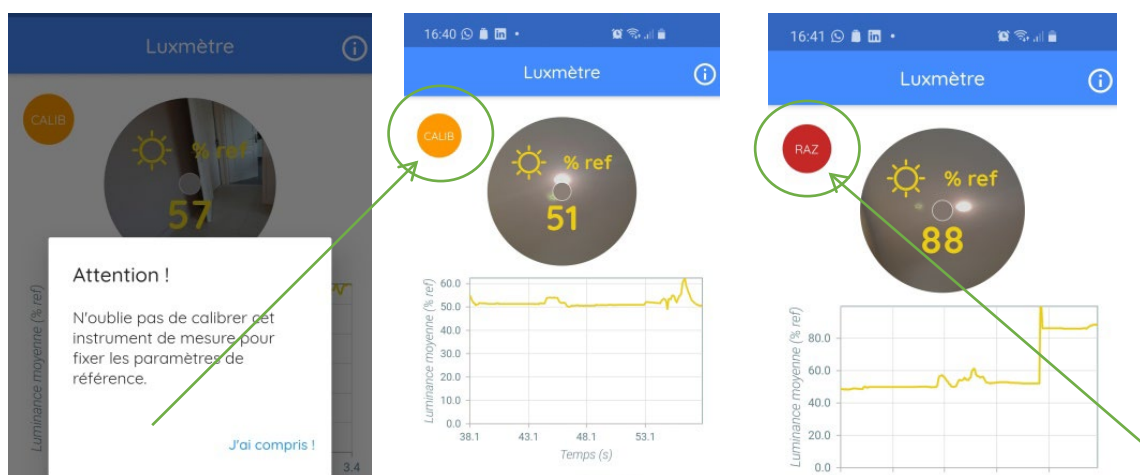 Luxmètre
CALIB
% ref
57
Luminance moyenne (% ref)
Attention !
N'oublie pas de calibrer cet
instrument de mesure pour
fixer les paramètres de
référence.
J'ai compris !
3.4
16:40
Luxmètre
CALIB
% ref
51
Luminance moyenne (% ref)
60.0
50.0
40.0
30.0
20.0
10.0
0.0
38.1 43.1 48.1 53.1
Temps (s)
16:41
Luxmètre
RAZ
% ref
88
Luminance moyenne (% ref)
80.0
60.0
40.0
20.0
0.0